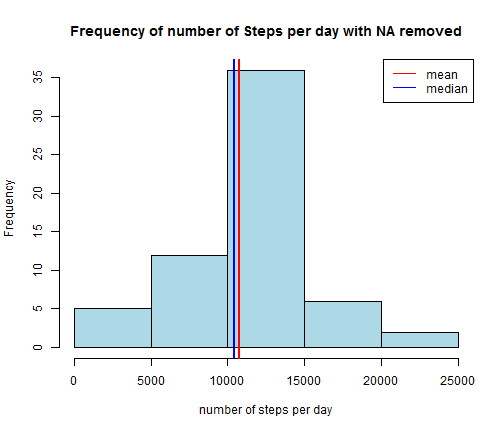 Frequency of number of Steps per day with NA removed
mean
median
Frequency
35
30
25
20
15
10
5
0
0 5000 10000 15000 20000 25000
number of steps per day